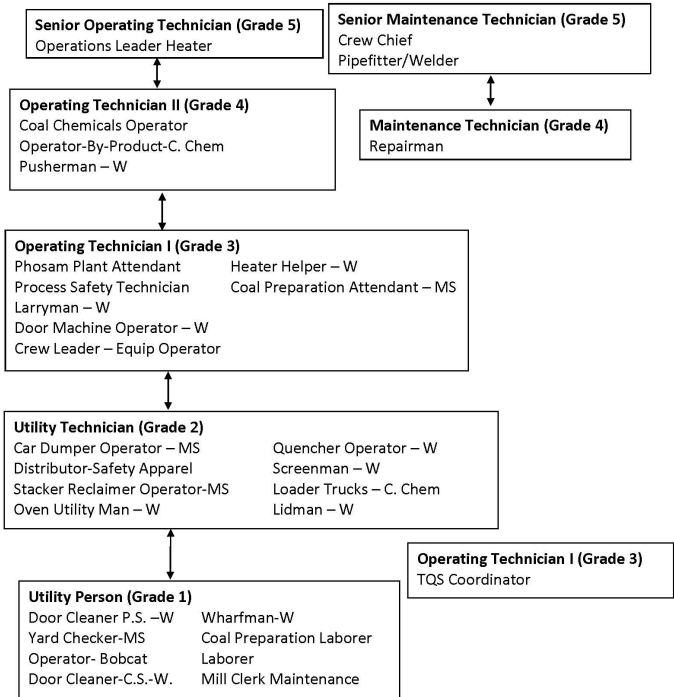 Senior Operating Technician (Grade 5)
Operations Leader Heater
Senior Maintenance Technician (Grade 5)
Crew Chief
Pipefitter/Welder
Operating Technician II (Grade 4)
Coal Chemicals Operator
Operator-By-Product-C. Chem
Pusherman – W
Maintenance Technician (Grade 4)
Repairman
Operating Technician I (Grade 3)
Phosam Plant Attendant Heater Helper – W
Process Safety Technician Coal Preparation Attendant – MS
Larryman – W
Door Machine Operator – W
Crew Leader – Equip Operator
Utility Technician (Grade 2)
Car Dumper Operator – MS Quencher Operator – W
Distributor-Safety Apparel Screenman – W
Stacker Reclaimer Operator-MS Loader Trucks – C. Chem
Oven Utility Man – W Lidman – W
Operating Technician I (Grade 3)
TQS Coordinator
Utility Person (Grade 1)
Door Cleaner P.S. –W Wharfman-W
Yard Checker-MS Coal Preparation Laborer
Operator- Bobcat Laborer
Door Cleaner-C.S.-W. Mill Clerk Maintenance